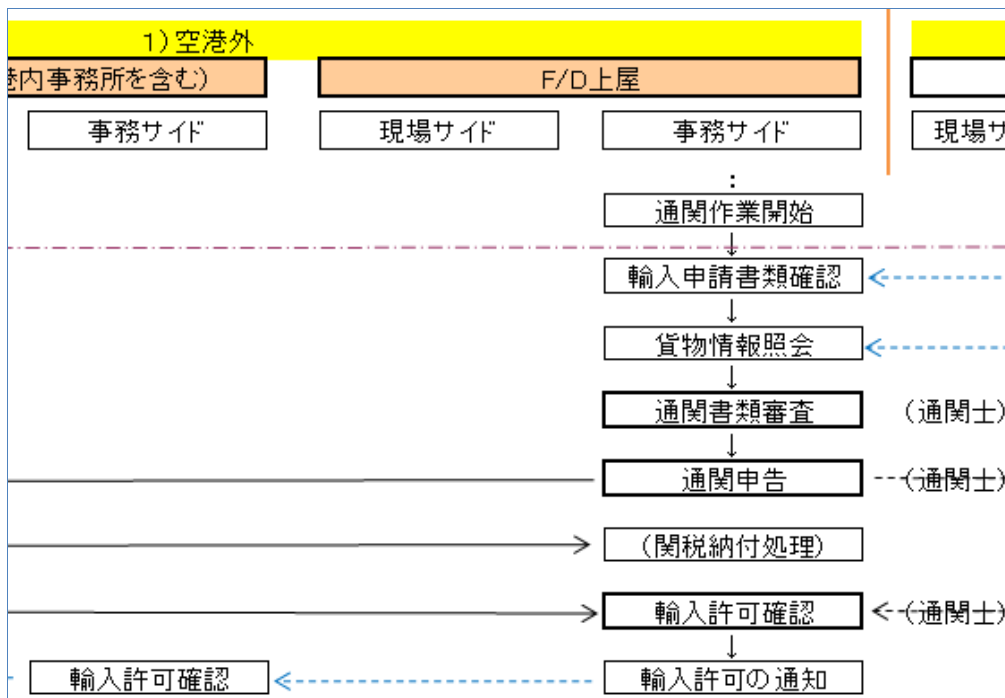 1)空港外
港内事務所を含む)
F/D上屋
事務サイド
現場サイド
事務サイド
現場サ
:
通関作業開始
輸入申請書類確認
貨物情報照会
通関書類審査
(通関士)
通関申告
(通関士)
(関税納付処理)
輸入許可確認
(通関士)
輸入許可確認
輸入許可の通知